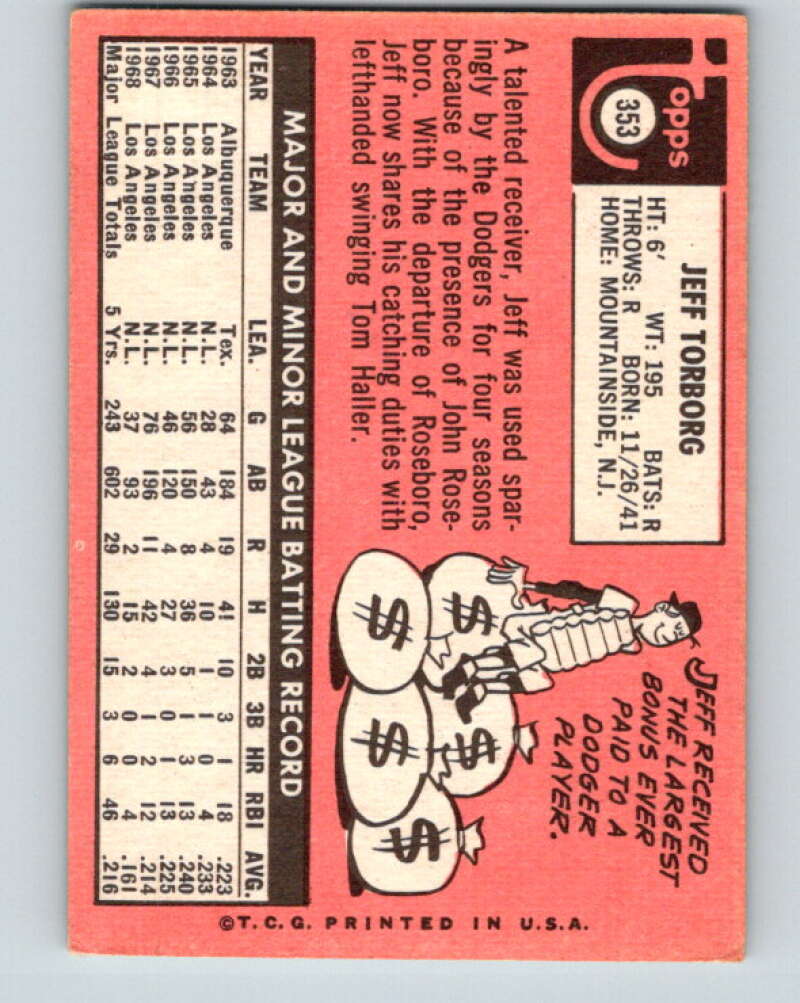 Topps
353
JEFF TORBORG
HT: 6' WT: 195 BATS: R
THROWS: R BORN: 11/26/41
HOME: MOUNTAINSIDE, N.J.
A talented receiver, Jeff was used spar-
ingly by the Dodgers for four seasons
because of the presence of John Rose-
boro. With the departure of Roseboro,
Jeff now shares his catching duties with
lefthanded swinging Tom Haller.
JEFF RECEIVED
THE LARGEST
BONUS EVER
PAID TO A
DODGER
PLAYER.
$
$
$
$
$
MAJOR AND MINOR LEAGUE BATTING RECORD
YEAR TEAM LEA. G AB R H 2B 3B HR RBI AVG.
1963 Albuquerque Tex. 64 184 19 41 10 3 1 18 .223
1964 Los Angeles N.L. 28 43 4 10 1 1 0 4 .233
1965 Los Angeles N.L. 56 150 8 36 5 1 3 13 .240
1966 Los Angeles N.L. 46 120 4 27 3 0 1 13 .225
1967 Los Angeles N.L. 76 196 11 42 4 1 2 12 .214
1968 Los Angeles N.L. 37 93 2 15 2 0 0 4 .161
Major League Totals 5 Yrs. 243 602 29 130 15 3 6 46 .216
©T.C.G. PRINTED IN U.S.A.